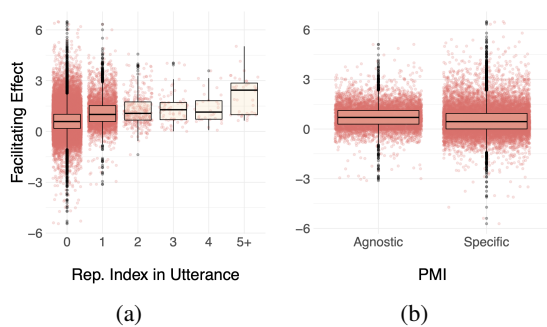 Facilitating Effect
6
3
0
−3
−6
0 1 2 3 4 5+
Rep. Index in Utterance
(a)
6
3
0
−3
−6
Agnostic Specific
PMI
(b)